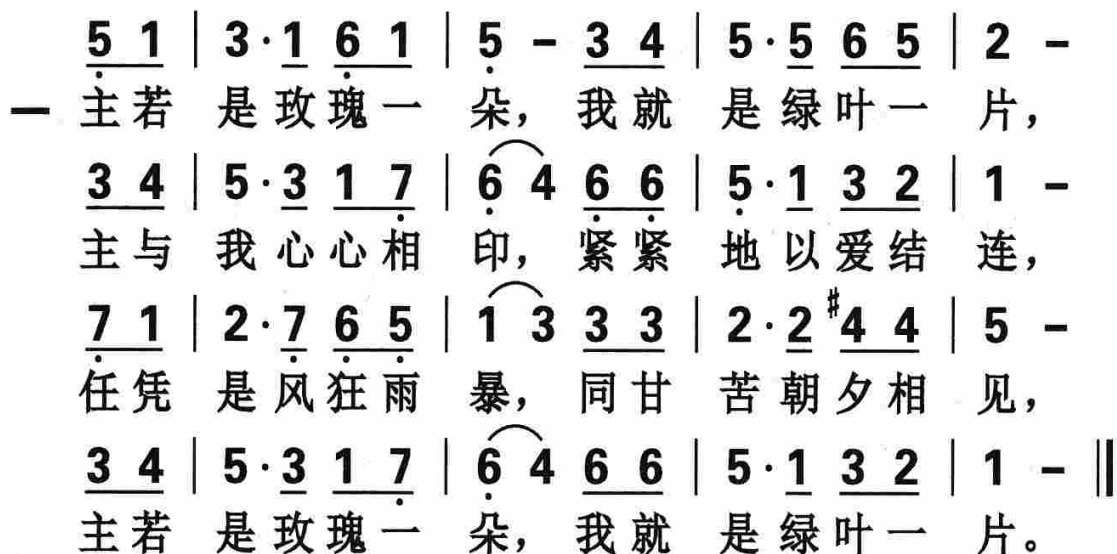 5̣ 1 | 3 · 1 6̣ 1 | 5̣ – 3 4 | 5 · 5 6 5 | 2 –
一 主若 是玫瑰一 朵， 我就 是绿叶一 片，
3 4 | 5 · 3 1 7̣ | 6̣ 4 6̣ 6̣ | 5̣ · 1 3 2 | 1 –
主与 我心心相 印， 紧紧 地以爱结 连，
7̣ 1 | 2 · 7̣ 6̣ 5̣ | 1 3 3 3 | 2 · 2 #4 4 | 5 –
任凭 是风狂雨 暴， 同甘 苦朝夕相 见，
3 4 | 5 · 3 1 7̣ | 6̣ 4 6 6 | 5 · 1 3 2 | 1 – ‖
主若 是玫瑰一 朵， 我就 是绿叶一 片。